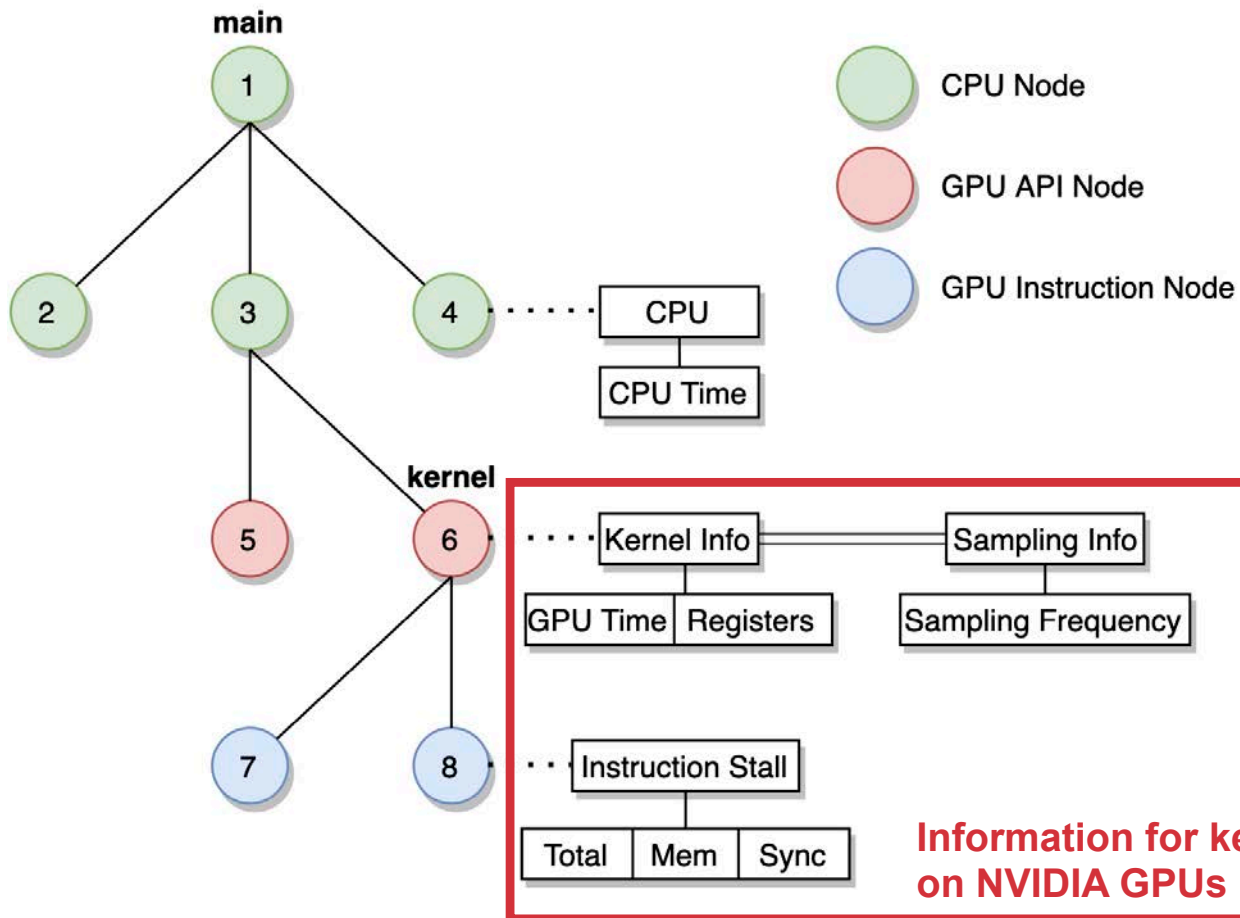 main
1
CPU Node
GPU API Node
GPU Instruction Node
2
3
4
CPU
CPU Time
kernel
5
6
Kernel Info
Sampling Info
GPU Time
Registers
Sampling Frequency
7
8
Instruction Stall
Total
Mem
Sync
Information for
on NVIDIA GPUs